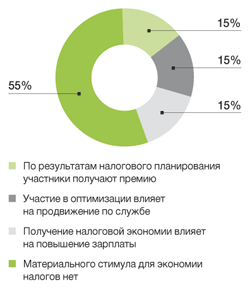 15%
15%
55%
15%
По результатам налогового планирования
участники получают премию
Участие в оптимизации влияет
на продвижение по службе
Получение налоговой экономии влияет
на повышение зарплаты
Материального стимула для экономии
налогов нет